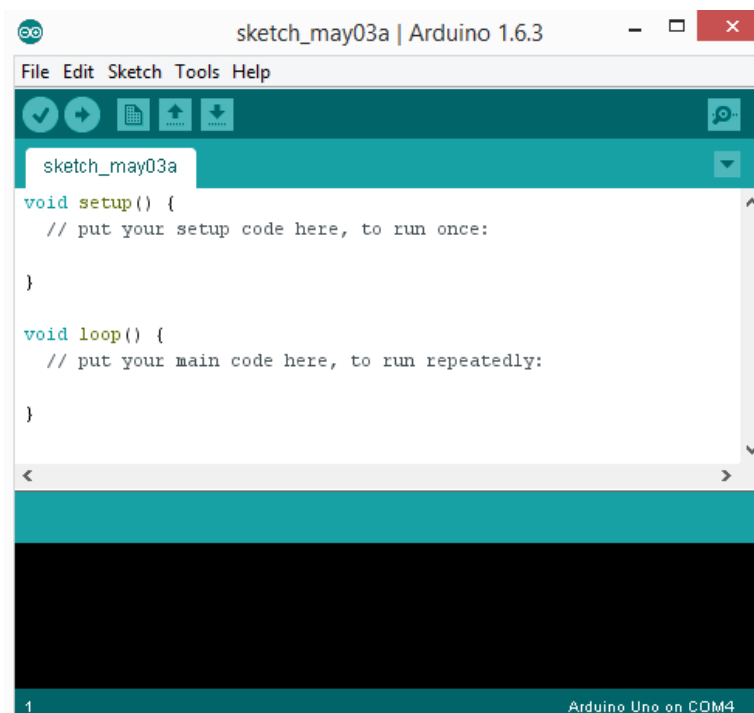 sketch_may03a | Arduino 1.6.3
File Edit Sketch Tools Help
sketch_may03a
void setup() {
  // put your setup code here, to run once:
}
void loop() {
  // put your main code here, to run repeatedly:
}
1 Arduino Uno on COM4